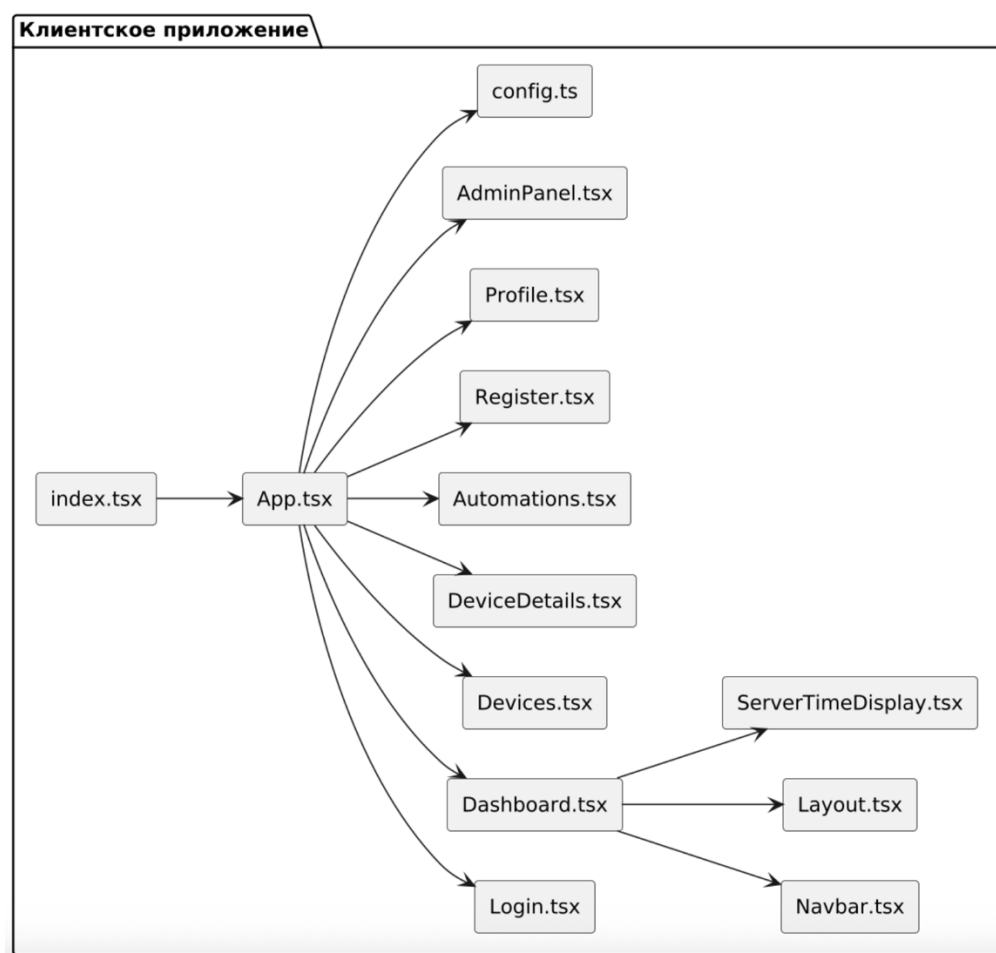 Клиентское приложение
config.ts
AdminPanel.tsx
Profile.tsx
Register.tsx
index.tsx
App.tsx
Automations.tsx
DeviceDetails.tsx
Devices.tsx
ServerTimeDisplay.tsx
Dashboard.tsx
Layout.tsx
Login.tsx
Navbar.tsx